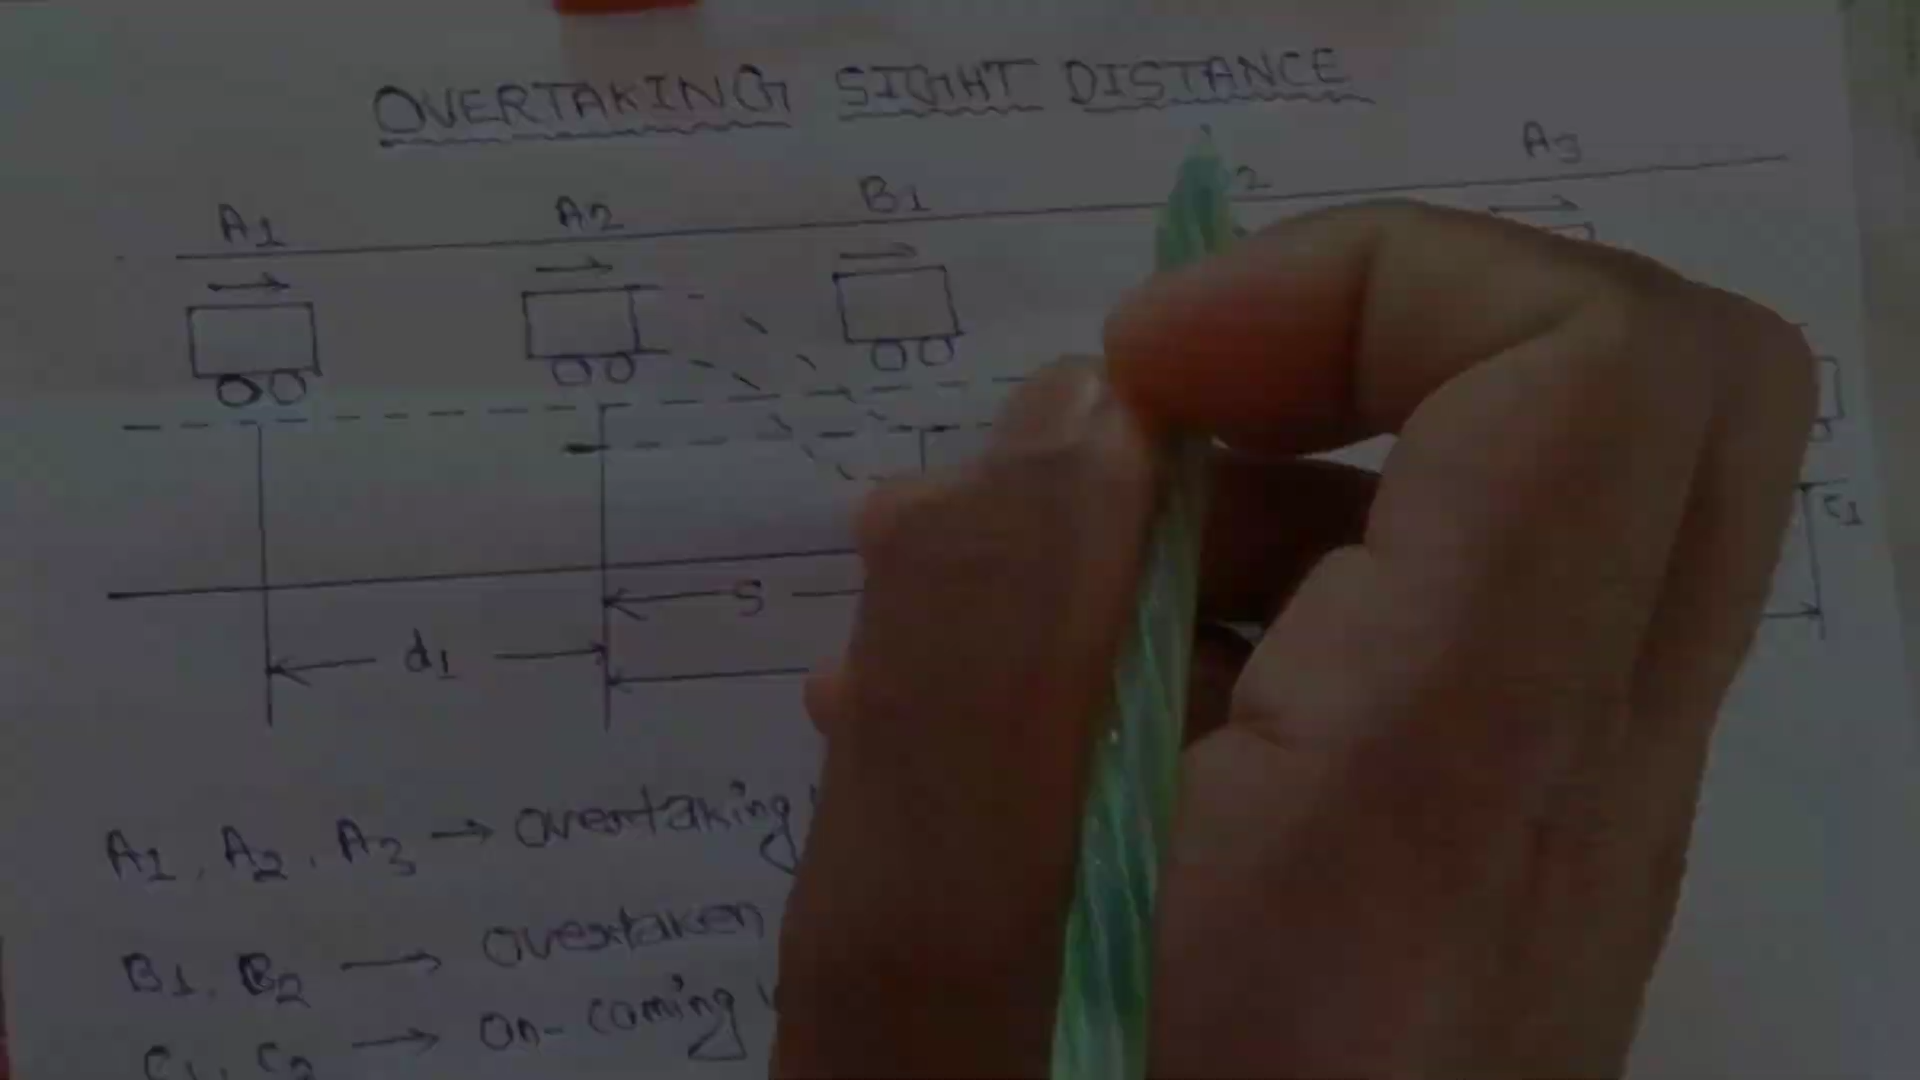 OVERTAKING SIGHT DISTANCE
A1 A2 B1 2 A3
C1
S
d1
A1, A2, A3 → overtaking
B1, B2 → overtaken
C1, C2 → on-coming